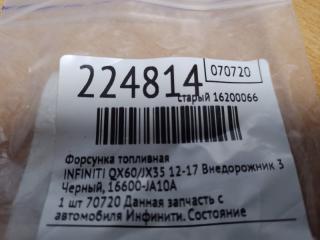 224814
070720
старый 16200066
Форсунка топливная
INFINITI QX60/JX35 12-17 Внедорожник 3
Черный, 16600-JA10A
1 шт 70720 Данная запчасть с
автомобиля Инфинити. Состояние